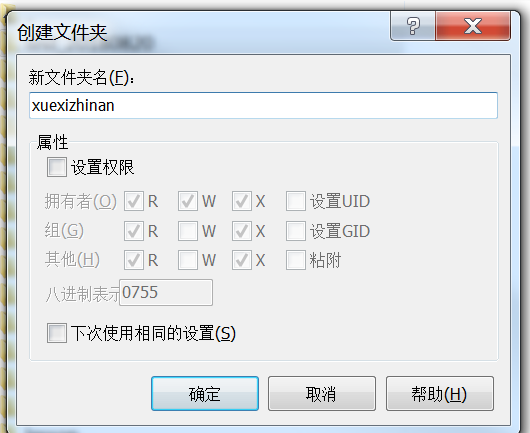 创建文件夹
新文件夹名(F):
xuexizhinan
属性
设置权限
拥有者(O) R W X 设置UID
组(G) R W X 设置GID
其他(H) R W X 粘附
八进制表示 0755
下次使用相同的设置(S)
确定 取消 帮助(H)